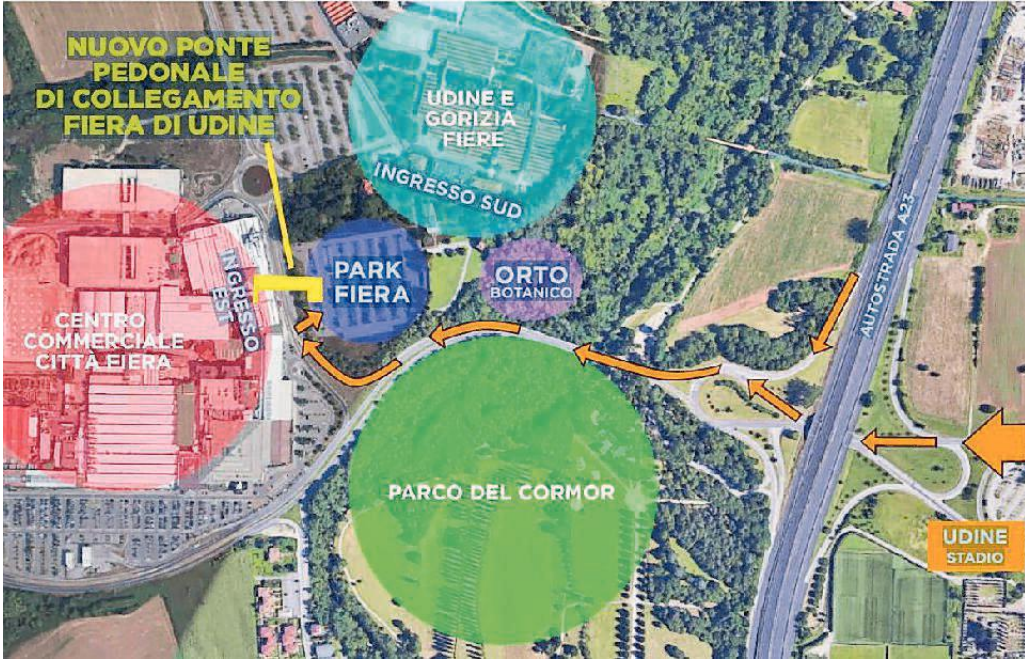 NUOVO PONTE
PEDONALE
DI COLLEGAMENTO
FIERA DI UDINE
UDINE E
GORIZIA
FIERE
INGRESSO SUD
PARK
FIERA
ORTO
BOTANICO
INGRESSO
EST
CENTRO
COMMERCIALE
CITTÀ FIERA
AUTOSTRADA A23
PARCO DEL CORMOR
UDINE
STADIO